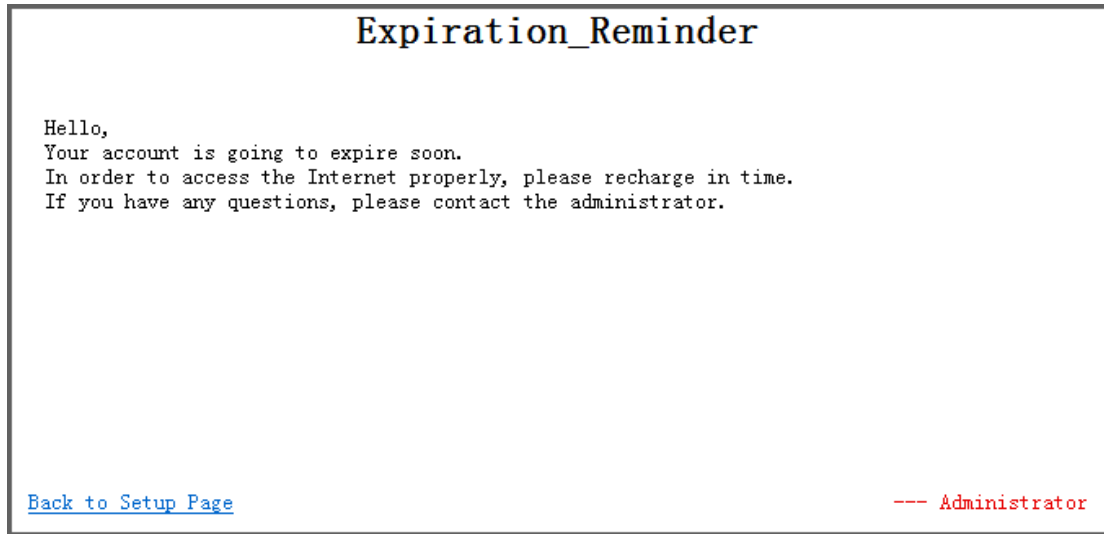 Expiration_Reminder
Hello,
Your account is going to expire soon.
In order to access the Internet properly, please recharge in time.
If you have any questions, please contact the administrator.
Back to Setup Page
--- Administrator